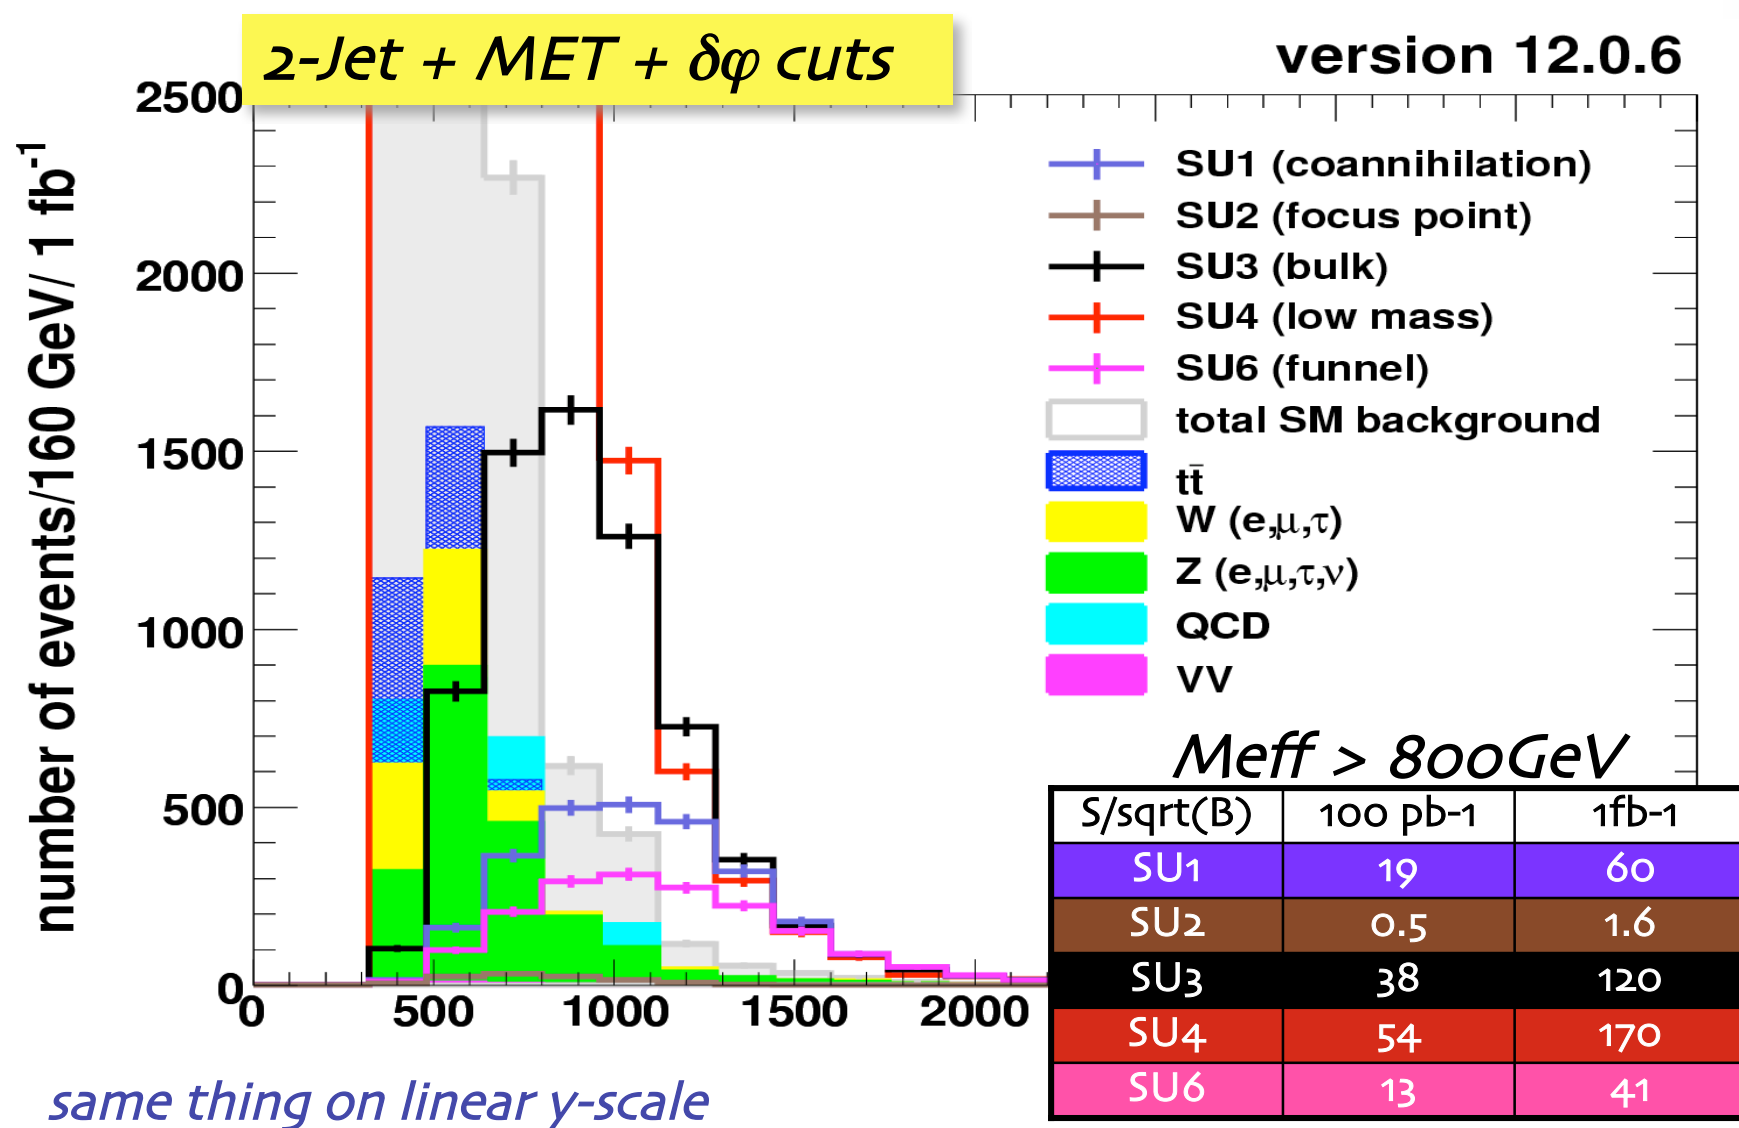 2-Jet + MET + δφ cuts
version 12.0.6
number of events/160 GeV/ 1 fb-1
2500
2000
1500
1000
500
0
0 500 1000 1500 2000
SU1 (coannihilation)
SU2 (focus point)
SU3 (bulk)
SU4 (low mass)
SU6 (funnel)
total SM background
tt̄
W (e,μ,τ)
Z (e,μ,τ,ν)
QCD
VV
Meff > 800GeV
S/sqrt(B) 100 pb-1 1fb-1
SU1 19 60
SU2 0.5 1.6
SU3 38 120
SU4 54 170
SU6 13 41
same thing on linear y-scale